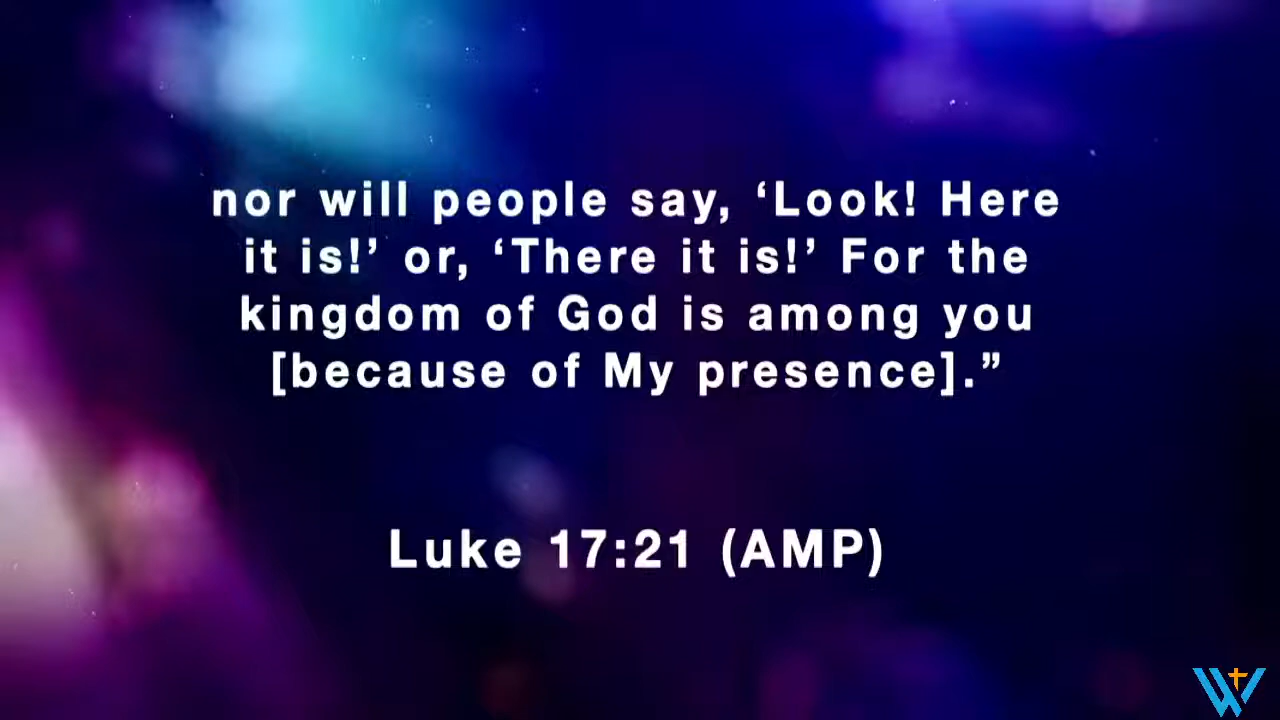 nor will people say, ‘Look! Here
it is!’ or, ‘There it is!’ For the
kingdom of God is among you
[because of My presence].”
Luke 17:21 (AMP)